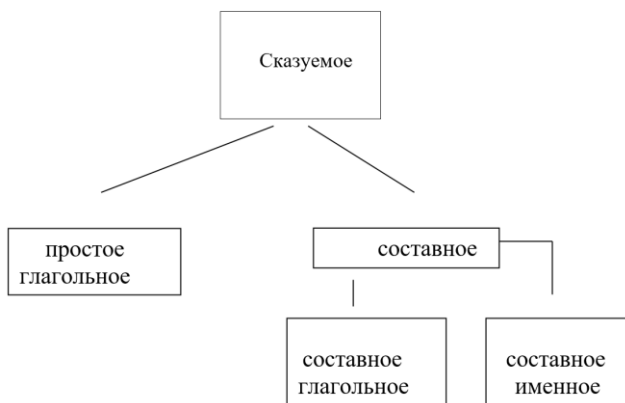 Сказуемое
простое
глагольное
составное
составное
глагольное
составное
именное